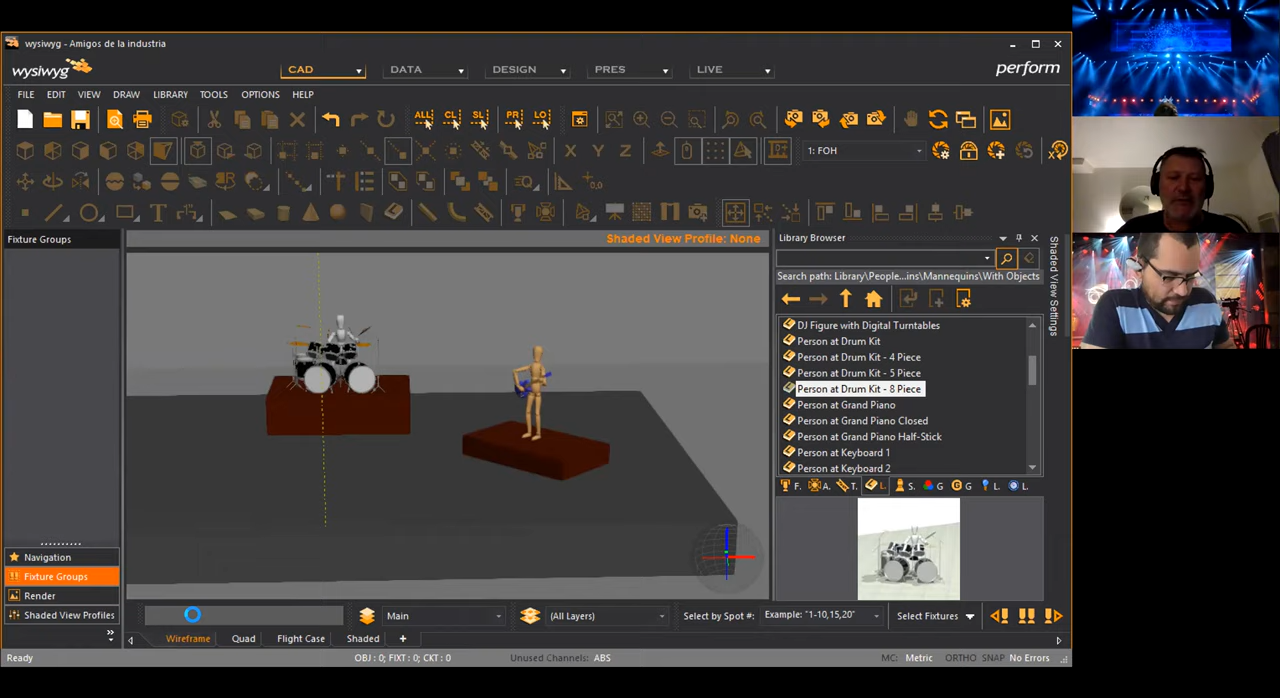 wysiwyg - Amigos de la industria
wysiwyg
CAD
DATA
DESIGN
PRES
LIVE
perform
FILE
EDIT
VIEW
DRAW
LIBRARY
TOOLS
OPTIONS
HELP
ALL
CL
SL
PR
LO
X
Y
Z
1: FOH
Fixture Groups
Shaded View Profile: None
Library Browser
Search path: Library\People...ins\Mannequins\With Objects
DJ Figure with Digital Turntables
Person at Drum Kit
Person at Drum Kit - 4 Piece
Person at Drum Kit - 5 Piece
Person at Drum Kit - 8 Piece
Person at Grand Piano
Person at Grand Piano Closed
Person at Grand Piano Half-Stick
Person at Keyboard 1
Person at Keyboard 2
F.
A.
T.
L.
S.
G
G
L.
L.
Shaded View Settings
Navigation
Fixture Groups
Render
Shaded View Profiles
Main
(All Layers)
Select by Spot #:
Example: "1-10,15,20"
Select Fixtures
Wireframe
Quad
Flight Case
Shaded
+
Ready
OBJ : 0; FIXT : 0; CKT : 0
Unused Channels: ABS
MC: Metric
ORTHO
SNAP
No Errors